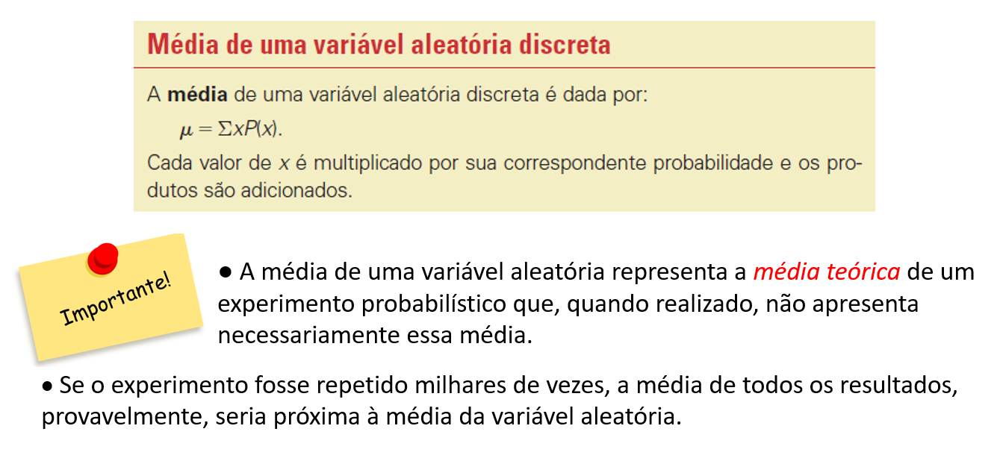 Média de uma variável aleatória discreta
A média de uma variável aleatória discreta é dada por:
μ = ΣxP(x).
Cada valor de x é multiplicado por sua correspondente probabilidade e os pro-
dutos são adicionados.
Importante!
● A média de uma variável aleatória representa a média teórica de um
experimento probabilístico que, quando realizado, não apresenta
necessariamente essa média.
● Se o experimento fosse repetido milhares de vezes, a média de todos os resultados,
provavelmente, seria próxima à média da variável aleatória.